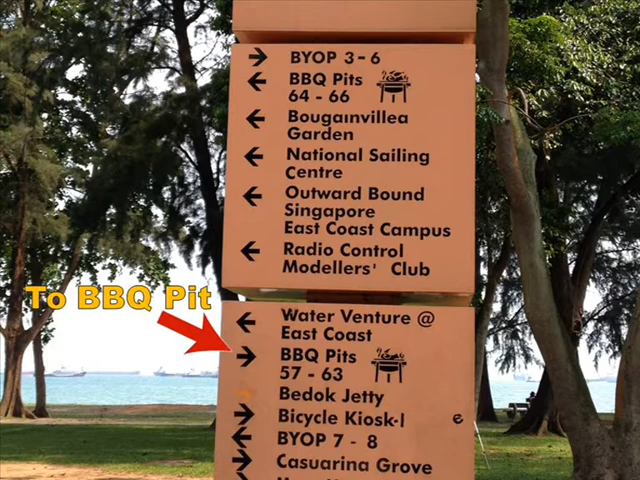 BYOP 3-6
BBQ Pits
64 - 66
Bougainvillea
Garden
National Sailing
Centre
Outward Bound
Singapore
East Coast Campus
Radio Control
Modellers' Club
To BBQ Pit
Water Venture @
East Coast
BBQ Pits
57 - 63
Bedok Jetty
Bicycle Kiosk-l e
BYOP 7 - 8
Casuarina Grove